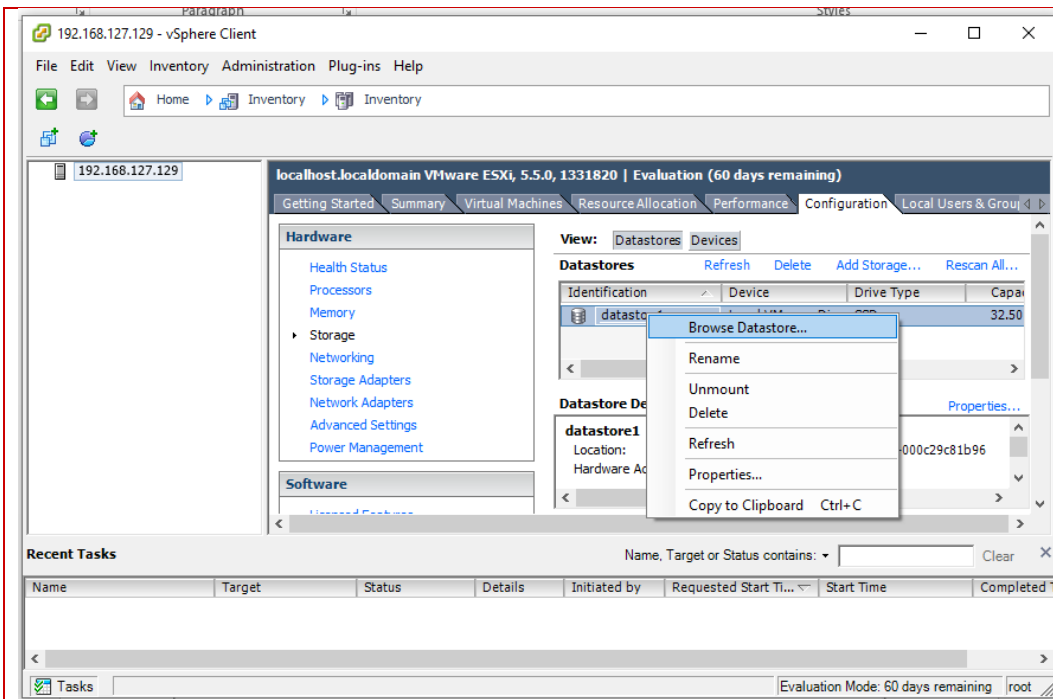 Paragraph
Styles
192.168.127.129 - vSphere Client
File Edit View Inventory Administration Plug-ins Help
Home Inventory Inventory
192.168.127.129
localhost.localdomain VMware ESXi, 5.5.0, 1331820 | Evaluation (60 days remaining)
Getting Started Summary Virtual Machines Resource Allocation Performance Configuration Local Users & Group
Hardware
Health Status
Processors
Memory
Storage
Networking
Storage Adapters
Network Adapters
Advanced Settings
Power Management
Software
View: Datastores Devices
Datastores Refresh Delete Add Storage... Rescan All...
Identification Device Drive Type Capac
32.50
Browse Datastore...
Rename
Unmount
Delete
Refresh
Properties...
Copy to Clipboard Ctrl+C
Datastore De
Properties...
datastore1
Location:
-000c29c81b96
Hardware Ac
Recent Tasks
Name, Target or Status contains:
Clear
Name Target Status Details Initiated by Requested Start Ti... Start Time Completed T
Tasks
Evaluation Mode: 60 days remaining root